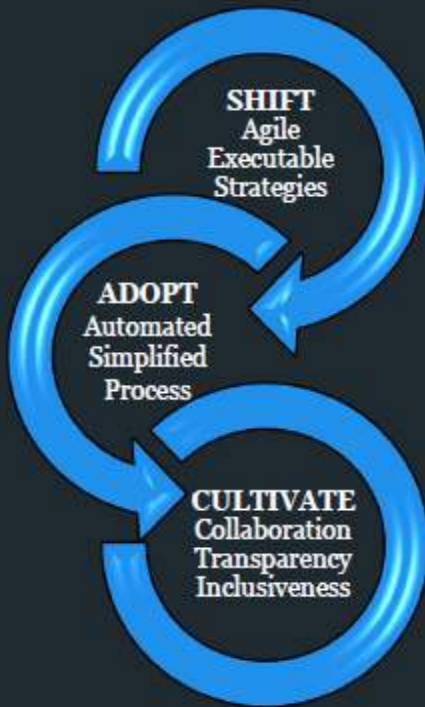 SHIFT
Agile
Executable
Strategies
ADOPT
Automated
Simplified
Process
CULTIVATE
Collaboration
Transparency
Inclusiveness